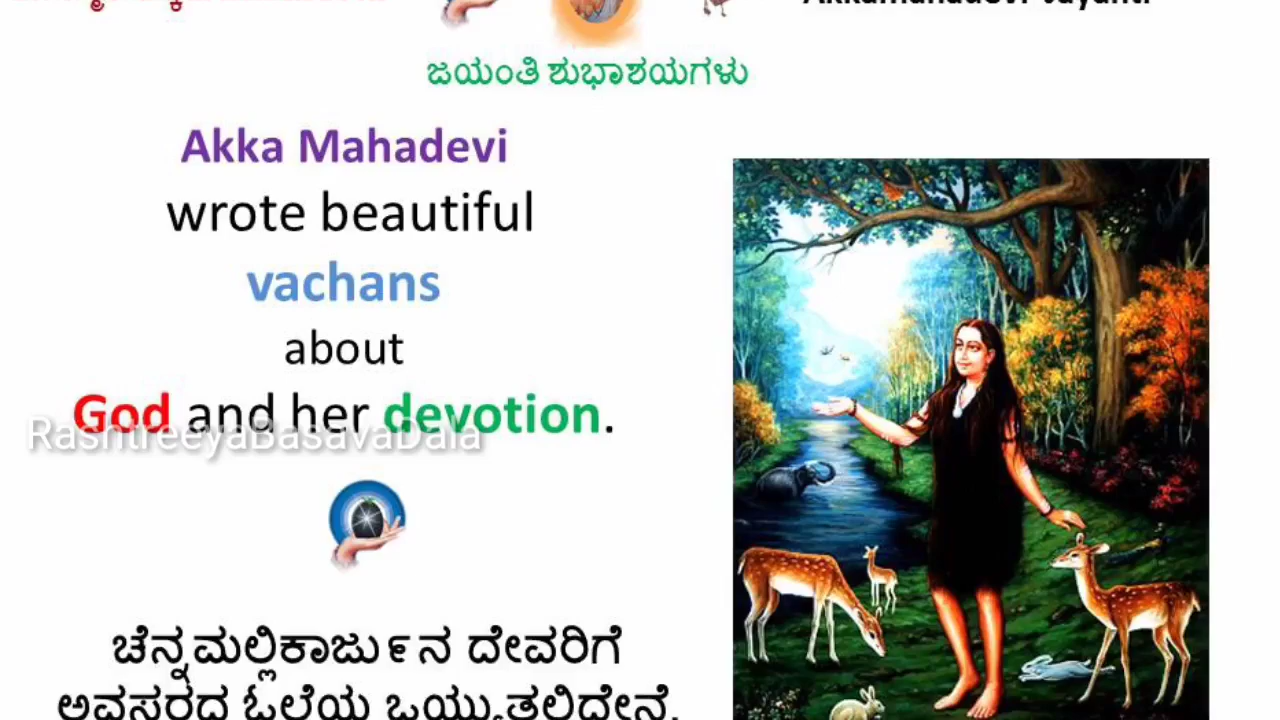 ಜಯಂತಿ ಶುಭಾಶಯಗಳು
Akka Mahadevi
wrote beautiful
vachans
about
God and her devotion.
RashtreeyaBasavaDala
ಚೆನ್ನಮಲ್ಲಿಕಾಜು೯ನ ದೇವರಿಗೆ
ಅವಸರದ ಓಲೆಯ ಒಯ್ಯುತಲಿದೇನೆ.